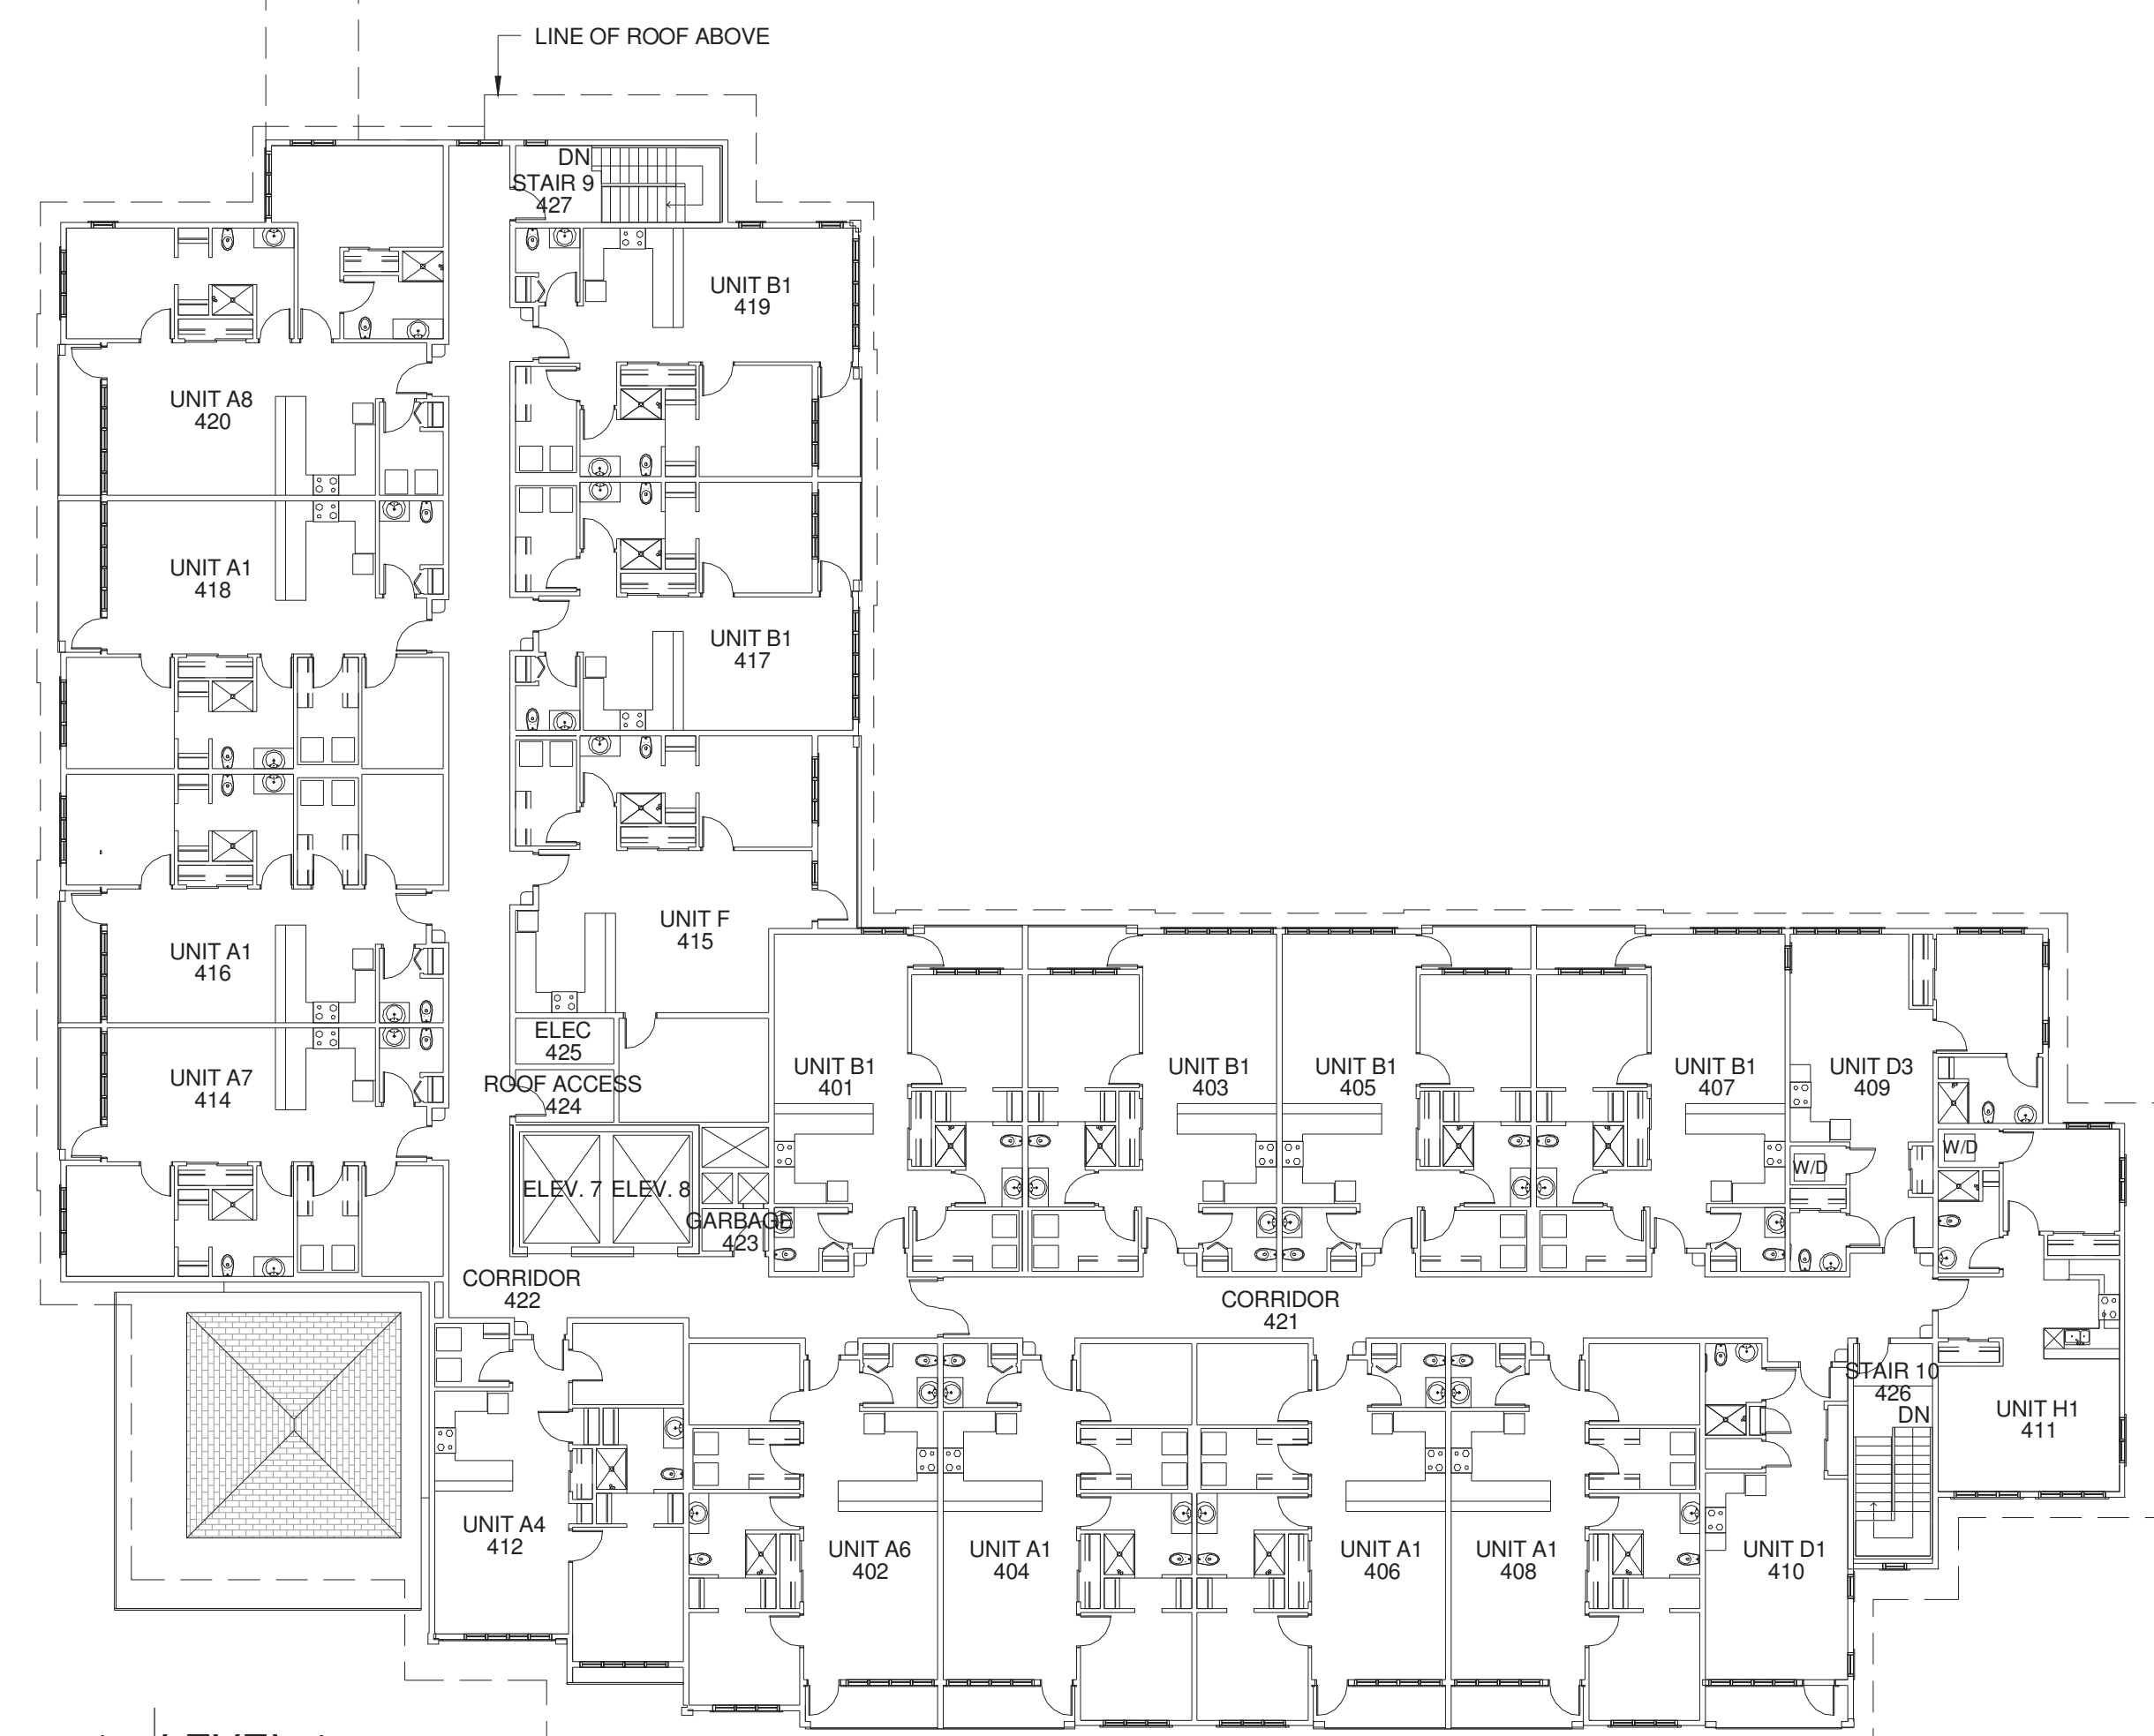 LINE OF ROOF ABOVE
DN
STAIR 9
427
UNIT B1
419
UNIT A8
420
UNIT A1
418
UNIT B1
417
UNIT F
415
UNIT A1
416
ELEC
425
UNIT A7
414
ROOF ACCESS
424
UNIT B1
401
UNIT B1
403
UNIT B1
405
UNIT B1
407
UNIT D3
409
W/D
W/D
ELEV. 7
ELEV. 8
GARBAGE
423
CORRIDOR
422
CORRIDOR
421
STAIR 10
426
DN
UNIT H1
411
UNIT A4
412
UNIT A6
402
UNIT A1
404
UNIT A1
406
UNIT A1
408
UNIT D1
410